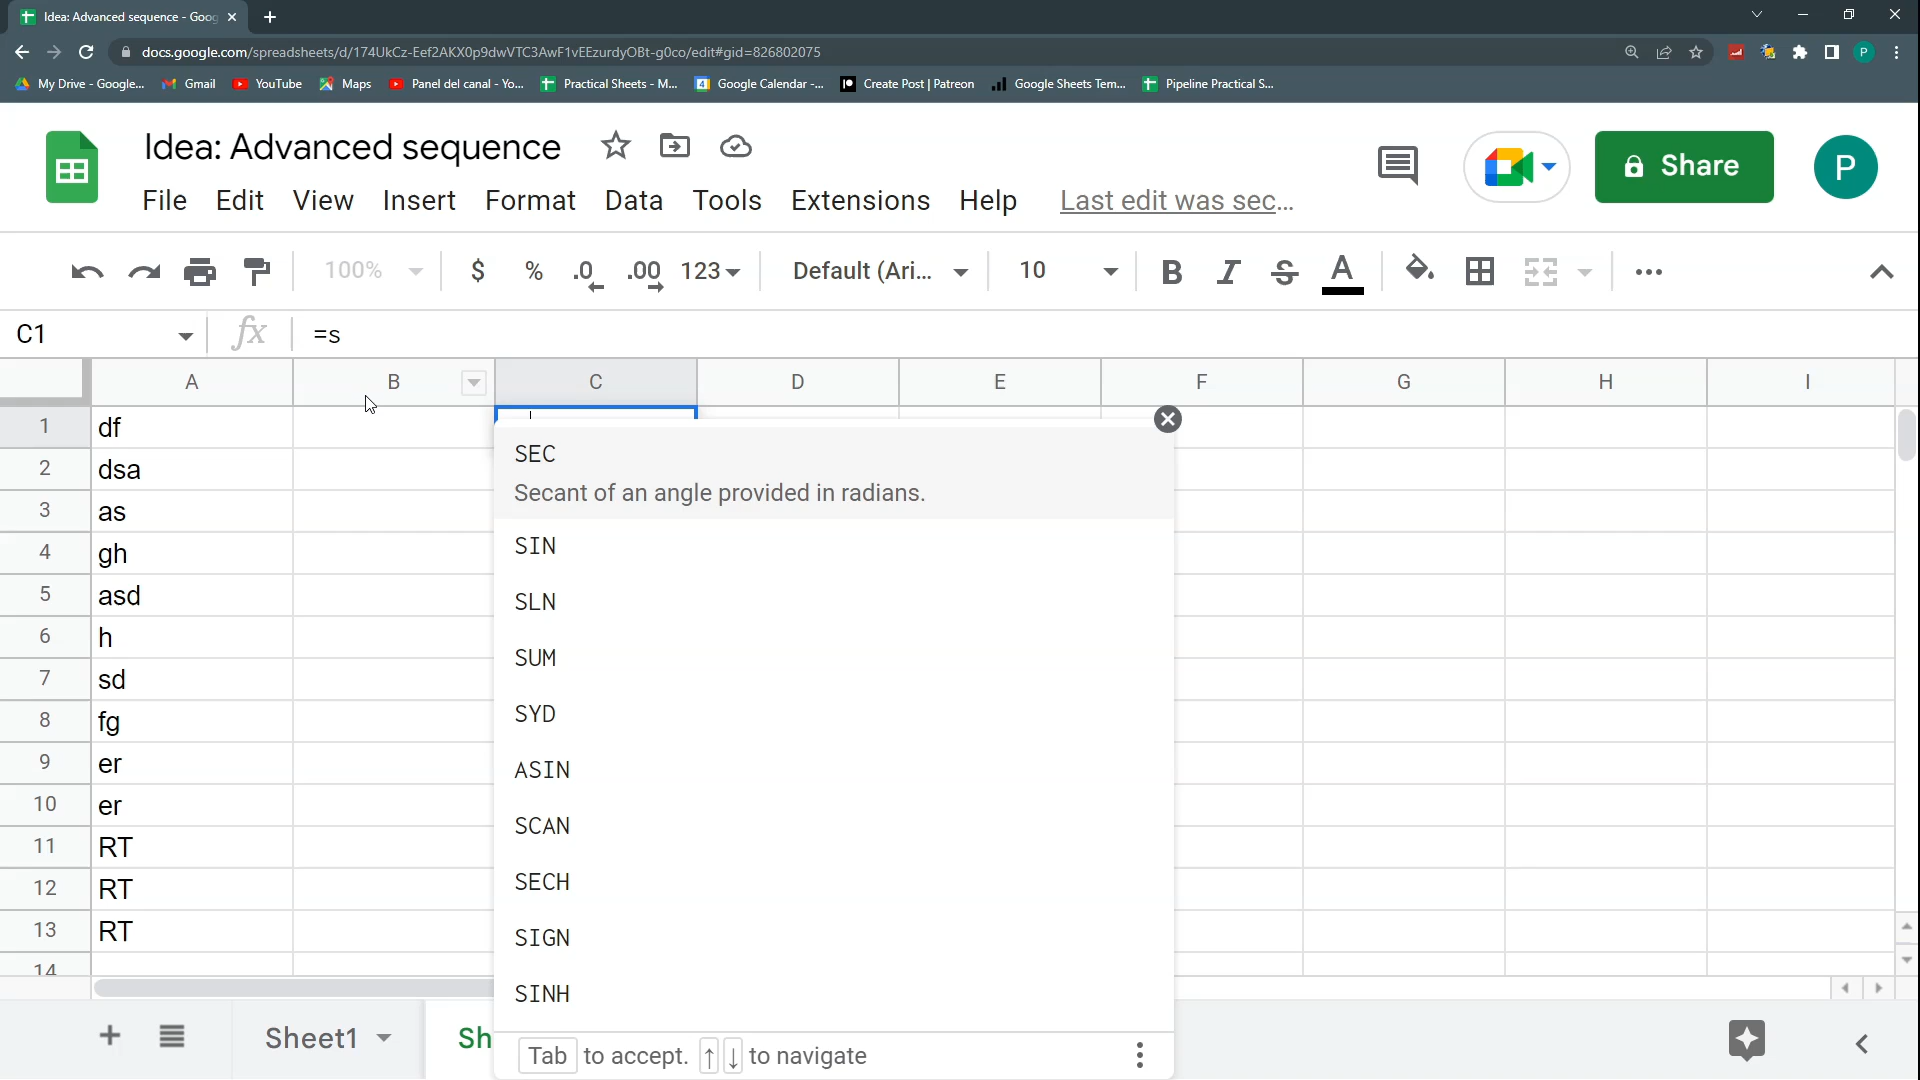 Idea: Advanced sequence - Goog
docs.google.com/spreadsheets/d/174UkCz-Eef2AKX0p9dwVTC3AwF1vEEzurdyOBt-g0co/edit#gid=826802075
P
My Drive - Google... Gmail YouTube Maps Panel del canal - Yo... Practical Sheets - M... Google Calendar -... Create Post | Patreon Google Sheets Tem... Pipeline Practical S...
Idea: Advanced sequence
Share
P
File Edit View Insert Format Data Tools Extensions Help Last edit was sec...
100% $ % .0 .00 123 Default (Ari... 10 B I S A
C1 fx =s
A B C D E F G H I
1 df
2 dsa
3 as
4 gh
5 asd
6 h
7 sd
8 fg
9 er
10 er
11 RT
12 RT
13 RT
14
SEC
Secant of an angle provided in radians.
SIN
SLN
SUM
SYD
ASIN
SCAN
SECH
SIGN
SINH
Tab to accept. ↑ ↓ to navigate
Sheet1 Sh